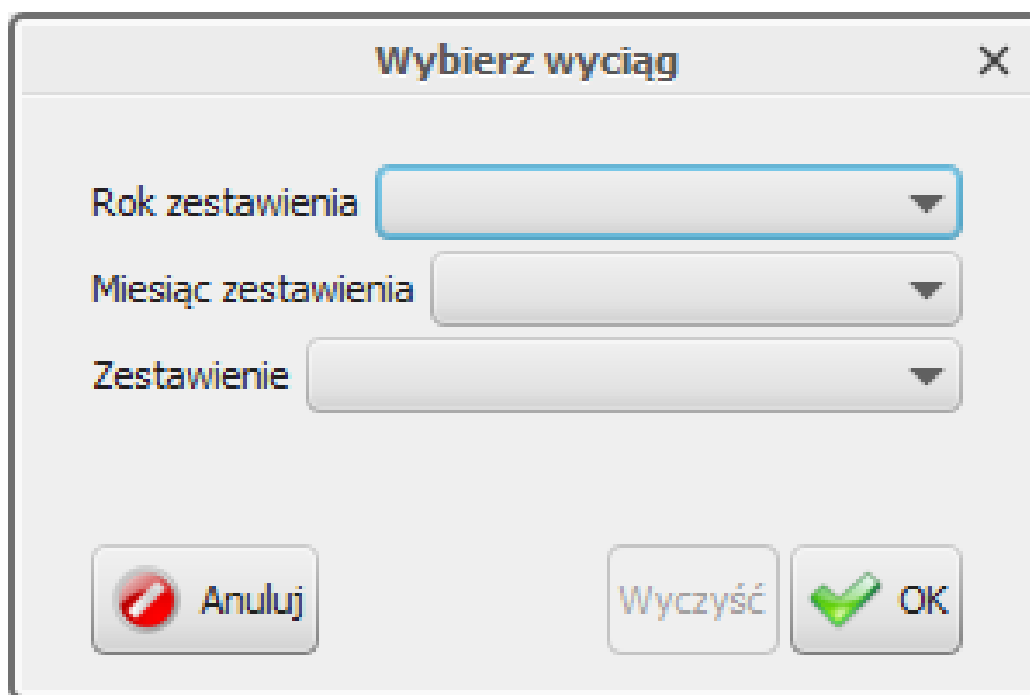 Wybierz wyciąg
Rok zestawienia
Miesiąc zestawienia
Zestawienie
Anuluj
Wyczyść
OK